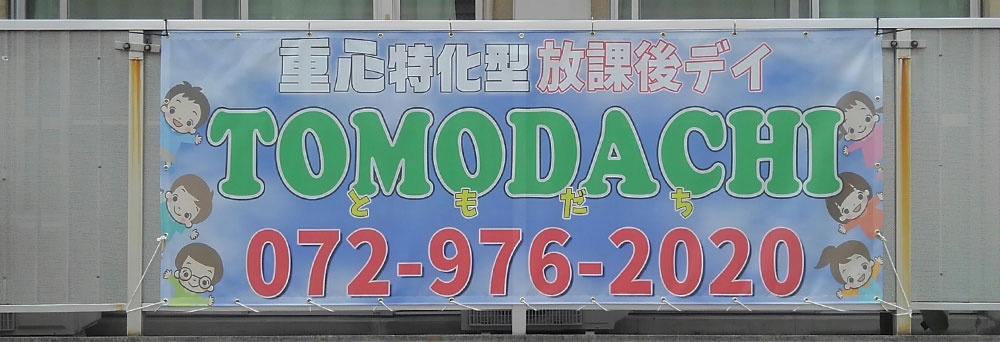 重心特化型 放課後デイ
TOMODACHI
ともだち
072-976-2020